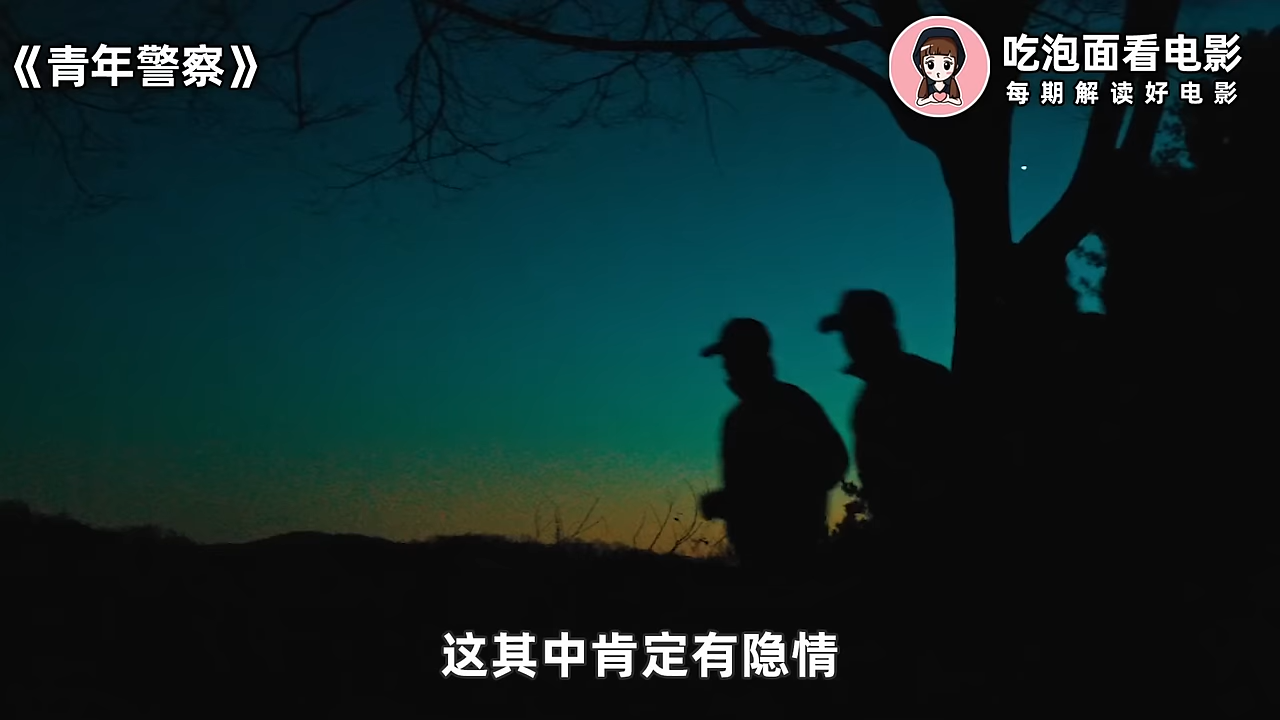 《青年警察》
吃泡面看电影
每期解读好电影
这其中肯定有隐情